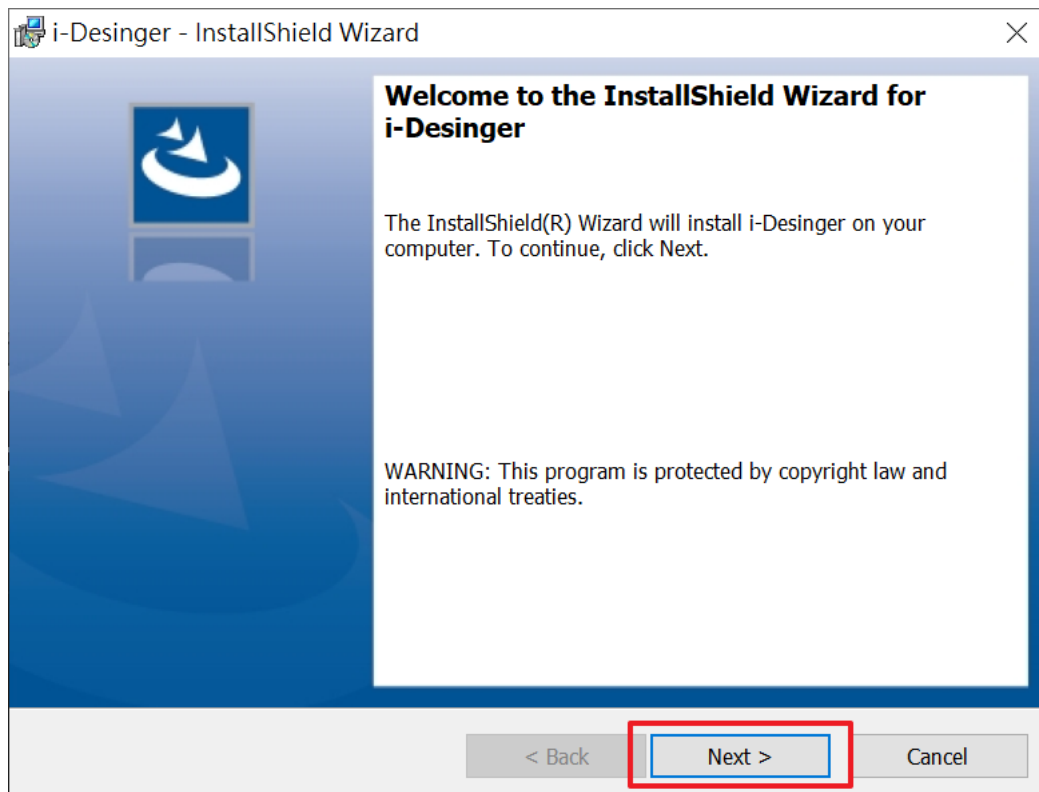 i-Desinger - InstallShield Wizard
Welcome to the InstallShield Wizard for
i-Desinger
The InstallShield(R) Wizard will install i-Desinger on your
computer. To continue, click Next.
WARNING: This program is protected by copyright law and
international treaties.
< Back
Next >
Cancel